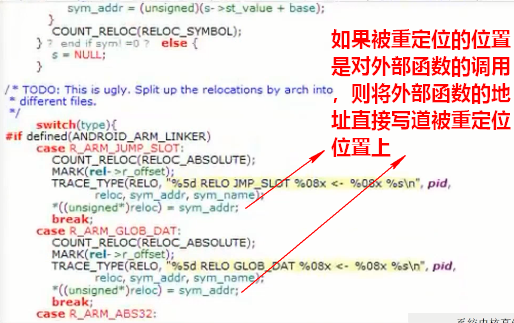 sym_addr = (unsigned)(s->st_value + base);
}
COUNT_RELOC(RELOC_SYMBOL);
} ? end if sym!=0 ? else {
s = NULL;
}
/* TODO: This is ugly. Split up the relocations by arch into
* different files.
*/
switch(type){
#if defined(ANDROID_ARM_LINKER)
case R_ARM_JUMP_SLOT:
COUNT_RELOC(RELOC_ABSOLUTE);
MARK(rel->r_offset);
TRACE_TYPE(RELO, "%5d RELO JMP_SLOT %08x <- %08x %s\n", pid,
reloc, sym_addr, sym_name);
*((unsigned*)reloc) = sym_addr;
break;
case R_ARM_GLOB_DAT:
COUNT_RELOC(RELOC_ABSOLUTE);
MARK(rel->r_offset);
TRACE_TYPE(RELO, "%5d RELO GLOB_DAT %08x <- %08x %s\n", pid,
reloc, sym_addr, sym_name);
*((unsigned*)reloc) = sym_addr;
break;
case R_ARM_ABS32:
如果被重定位的位置
是对外部函数的调用
，则将外部函数的地
址直接写道被重定位
位置上